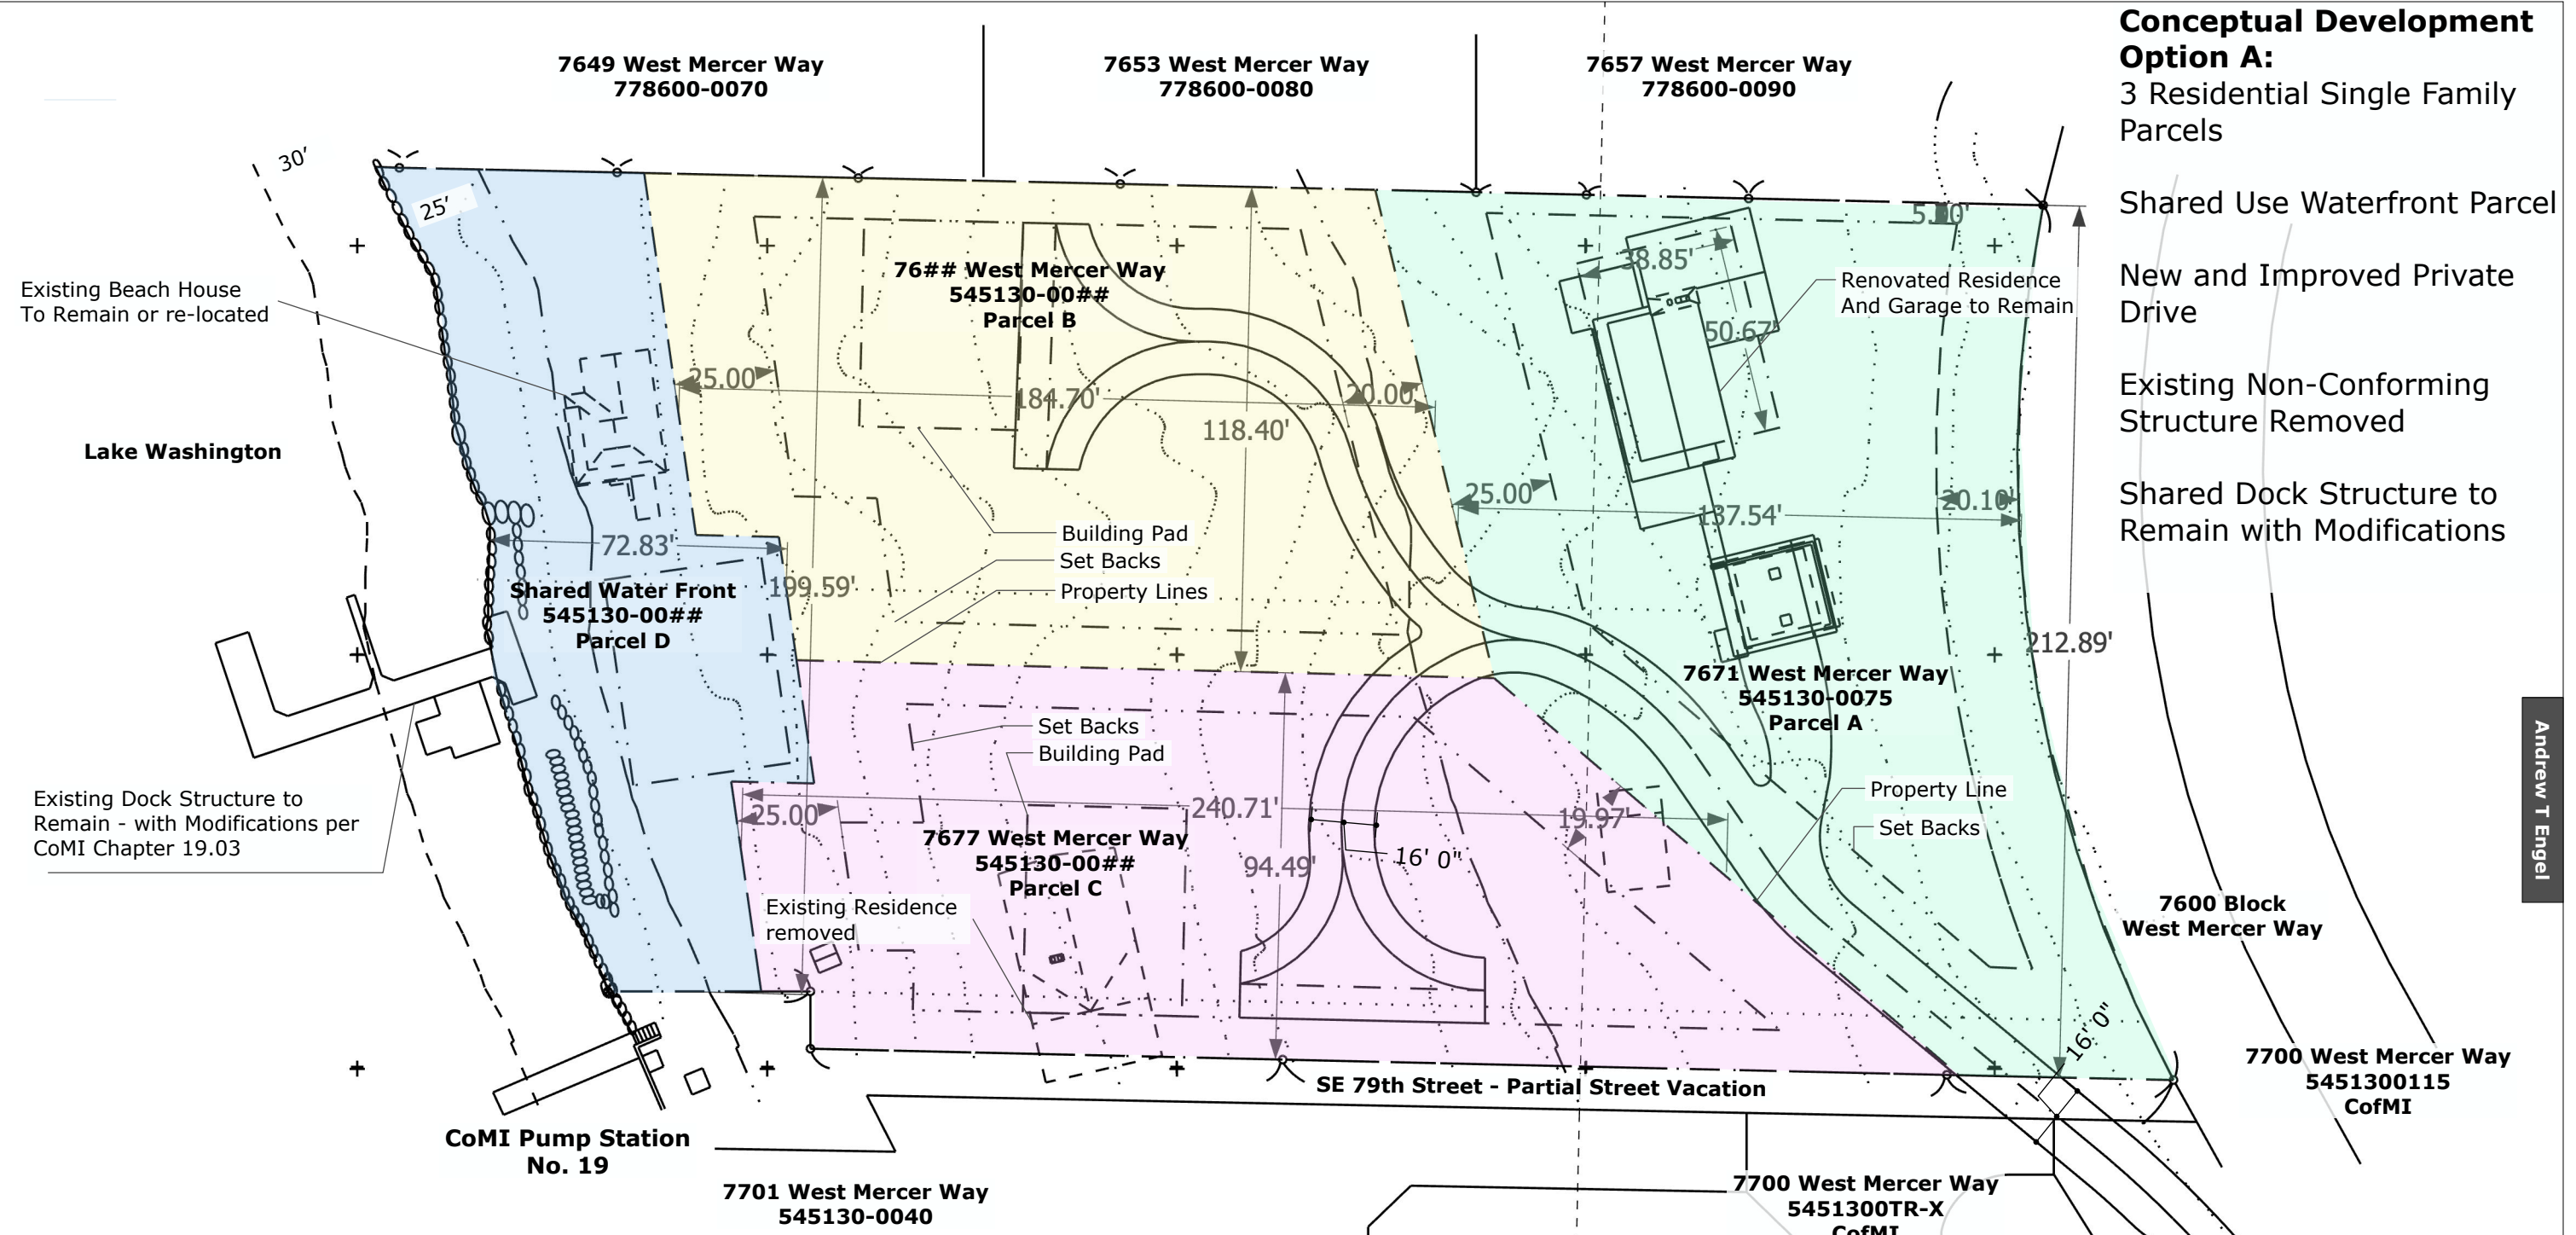 Conceptual Development
Option A:
3 Residential Single Family
Parcels
Shared Use Waterfront Parcel
New and Improved Private
Drive
Existing Non-Conforming
Structure Removed
Shared Dock Structure to
Remain with Modifications
7649 West Mercer Way
778600-0070
7653 West Mercer Way
778600-0080
7657 West Mercer Way
778600-0090
30'
25'
5.00'
Existing Beach House
To Remain or re-located
76## West Mercer Way
545130-00##
Parcel B
38.85'
50.67'
Renovated Residence
And Garage to Remain
25.00'
184.70'
20.00'
118.40'
Lake Washington
25.00'
137.54'
20.10'
72.83'
199.59'
Building Pad
Set Backs
Property Lines
Shared Water Front
545130-00##
Parcel D
212.89'
7671 West Mercer Way
545130-0075
Parcel A
Set Backs
Building Pad
Existing Dock Structure to
Remain - with Modifications per
CoMI Chapter 19.03
25.00'
240.71'
19.97'
Property Line
Set Backs
7677 West Mercer Way
545130-00##
Parcel C
94.49'
16' 0"
Existing Residence
removed
Andrew T Engel
7600 Block
West Mercer Way
16' 0"
7700 West Mercer Way
5451300115
CofMI
SE 79th Street - Partial Street Vacation
CoMI Pump Station
No. 19
7701 West Mercer Way
545130-0040
7700 West Mercer Way
5451300TR-X
CofMI